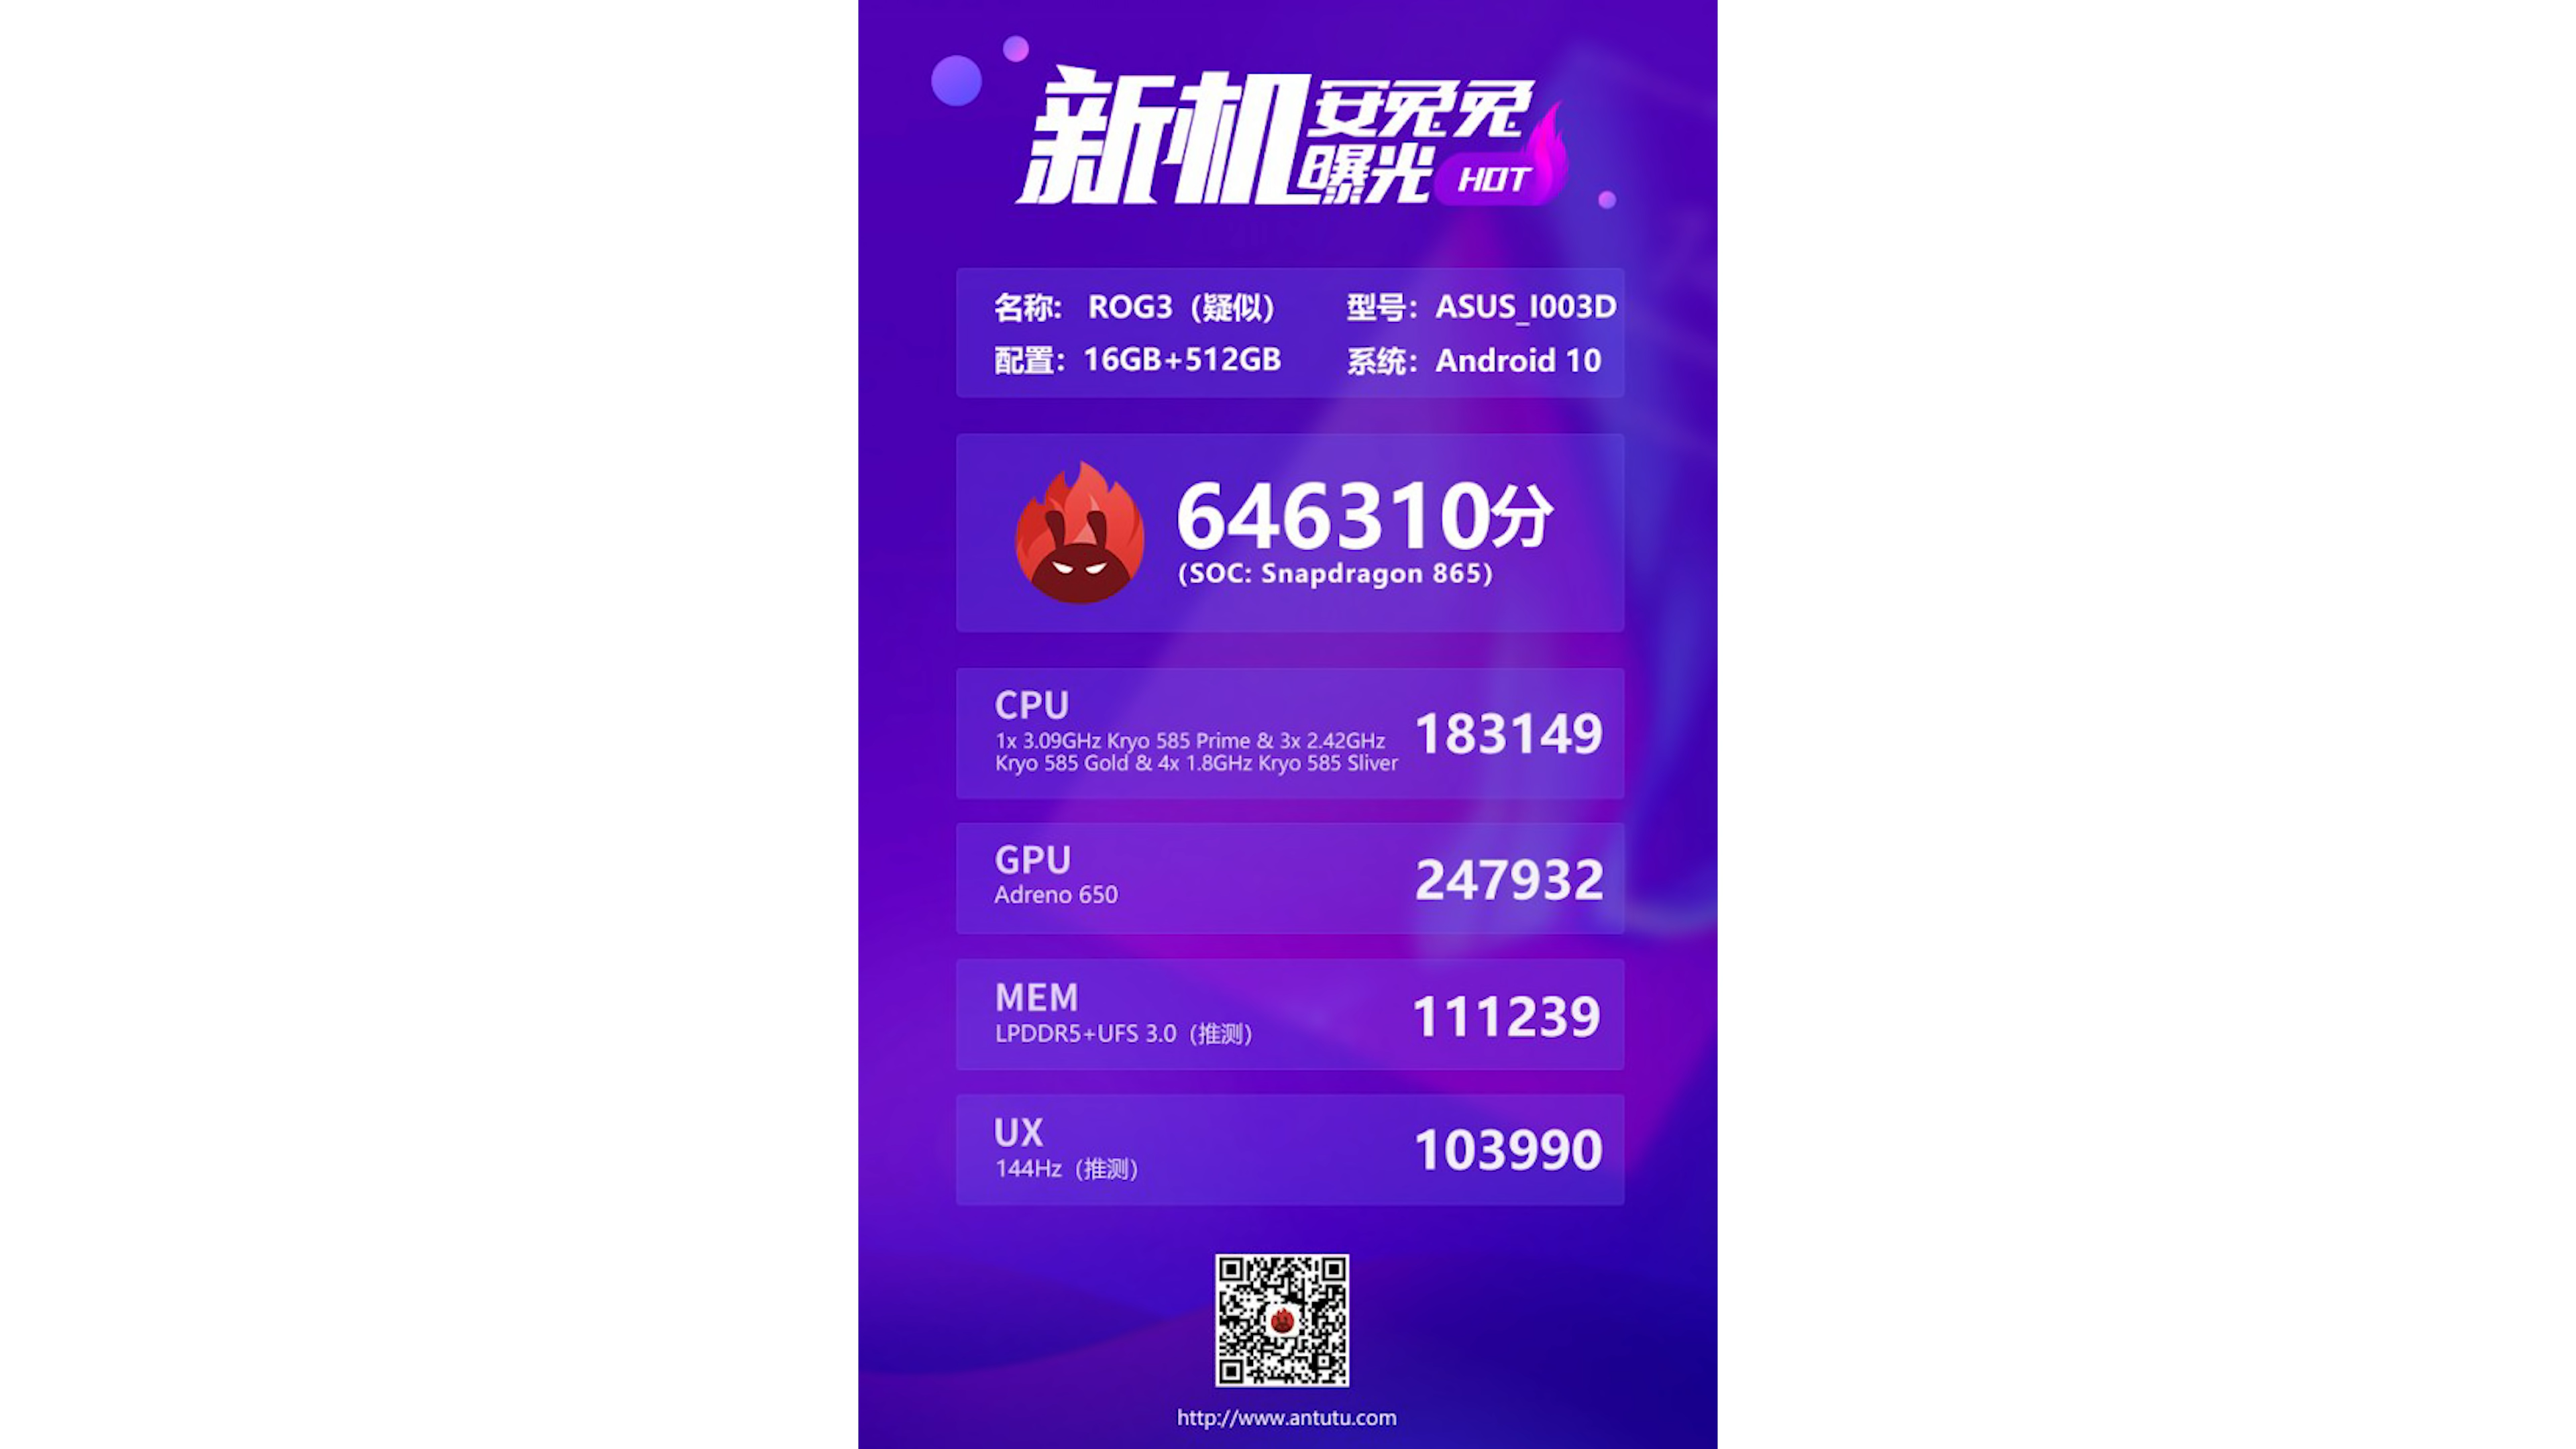 新机 安兔兔
曝光 HOT
名称: ROG3（疑似） 型号：ASUS_I003D
配置：16GB+512GB 系统：Android 10
646310分
(SOC: Snapdragon 865)
CPU
1x 3.09GHz Kryo 585 Prime & 3x 2.42GHz
Kryo 585 Gold & 4x 1.8GHz Kryo 585 Sliver
183149
GPU
Adreno 650
247932
MEM
LPDDR5+UFS 3.0（推测）
111239
UX
144Hz（推测）
103990
http://www.antutu.com